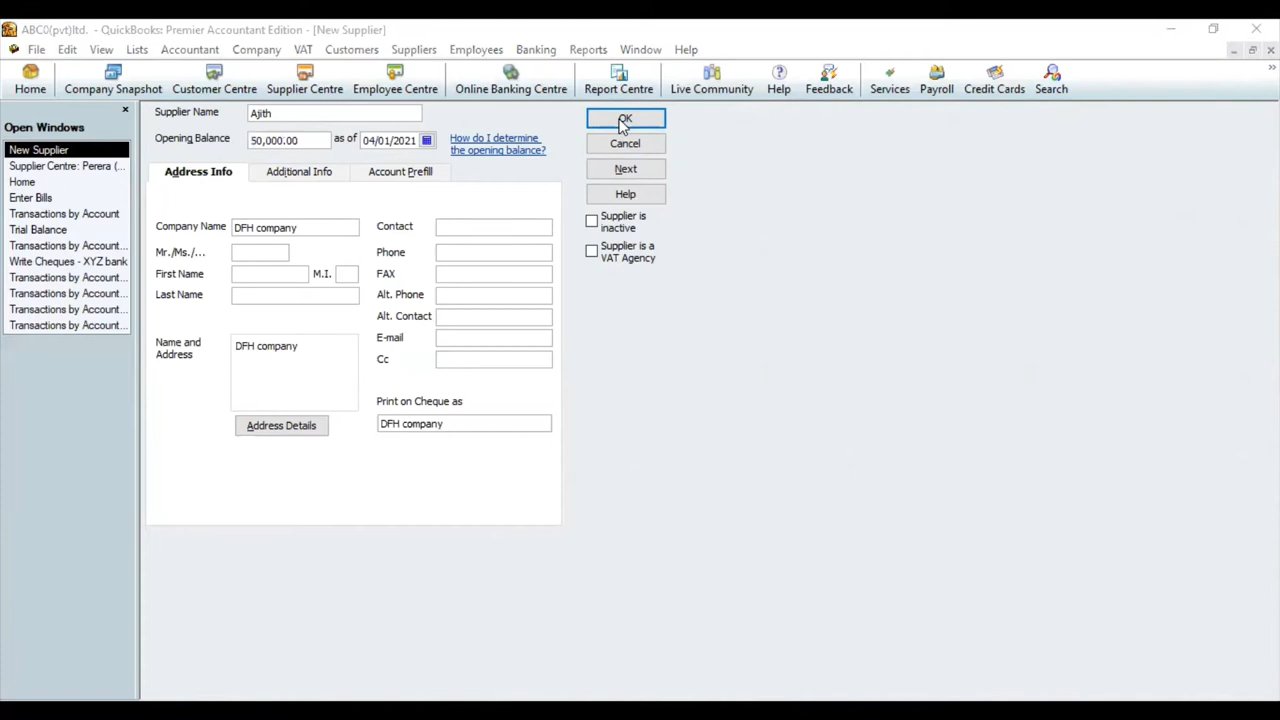 ABC0(pvt)ltd. - QuickBooks: Premier Accountant Edition - [New Supplier]
File Edit View Lists Accountant Company VAT Customers Suppliers Employees Banking Reports Window Help
Home Company Snapshot Customer Centre Supplier Centre Employee Centre Online Banking Centre Report Centre Live Community Help Feedback Services Payroll Credit Cards Search
Open Windows
New Supplier
Supplier Centre: Perera (...
Home
Enter Bills
Transactions by Account
Trial Balance
Transactions by Account...
Write Cheques - XYZ bank
Transactions by Account...
Transactions by Account...
Transactions by Account...
Transactions by Account...
Supplier Name Ajith
Opening Balance 50,000.00 as of 04/01/2021
How do I determine
the opening balance?
Address Info Additional Info Account Prefill
Company Name DFH company
Mr./Ms./...
First Name M.I.
Last Name
Name and
Address
DFH company
Address Details
Contact
Phone
FAX
Alt. Phone
Alt. Contact
E-mail
Cc
Print on Cheque as
DFH company
OK
Cancel
Next
Help
Supplier is
inactive
Supplier is a
VAT Agency